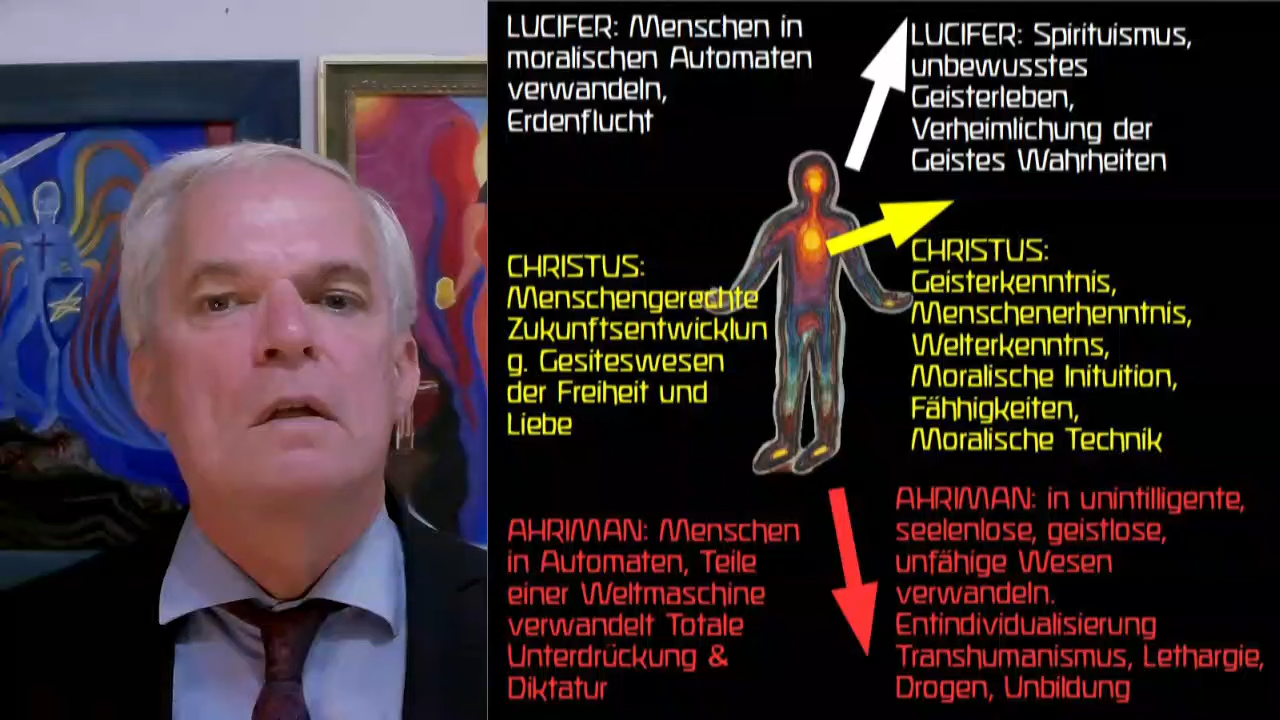 LUCIFER: Menschen in
moralischen Automaten
verwandeln,
Erdenflucht
LUCIFER: Spirituismus,
unbewusstes
Geisterleben,
Verheimlichung der
Geistes Wahrheiten
CHRISTUS:
Menschengerechte
Zukunftsentwicklun
g. Gesiteswesen
der Freiheit und
Liebe
CHRISTUS:
Geisterkenntnis,
Menschenerhenntnis,
Welterkenntns,
Moralische Inituition,
Fähhigkeiten,
Moralische Technik
AHRIMAN: Menschen
in Automaten, Teile
einer Weltmaschine
verwandelt Totale
Unterdrückung &
Diktatur
AHRIMAN: in unintilligente,
seelenlose, geistlose,
unfähige Wesen
verwandeln.
Entindividualisierung
Transhumanismus, Lethargie,
Drogen, Unbildung